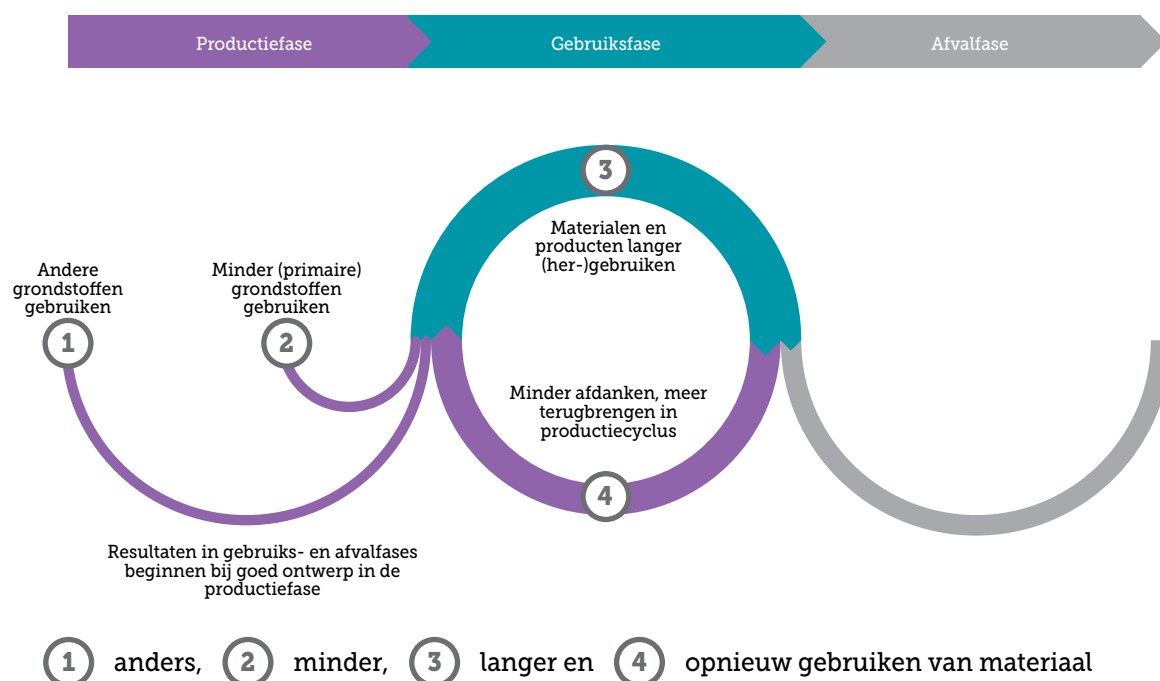 Productiefase
Gebruiksfase
Afvalfase
3
Materialen en
producten langer
(her-)gebruiken
Andere
grondstoffen
gebruiken
1
Minder (primaire)
grondstoffen
gebruiken
2
Minder afdanken, meer
terugbrengen in
productiecyclus
4
Resultaten in gebruiks- en afvalfases
beginnen bij goed ontwerp in de
productiefase
1 anders, 2 minder, 3 langer en 4 opnieuw gebruiken van materiaal